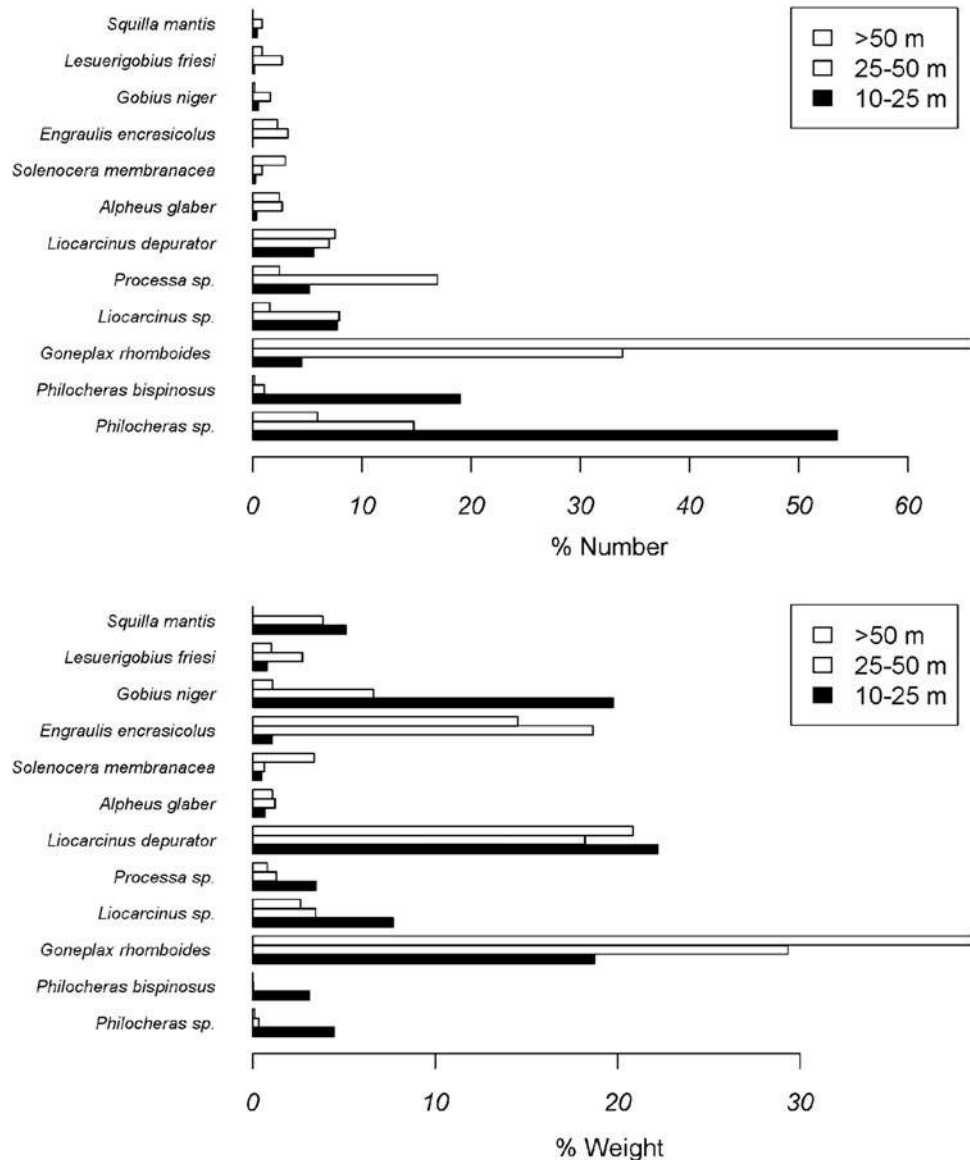 Squilla mantis
Lesuerigobius friesi
Gobius niger
Engraulis encrasicolus
Solenocera membranacea
Alpheus glaber
Liocarcinus depurator
Processa sp.
Liocarcinus sp.
Goneplax rhomboides
Philocheras bispinosus
Philocheras sp.
>50 m
25-50 m
10-25 m
0 10 20 30 40 50 60
% Number
Squilla mantis
Lesuerigobius friesi
Gobius niger
Engraulis encrasicolus
Solenocera membranacea
Alpheus glaber
Liocarcinus depurator
Processa sp.
Liocarcinus sp.
Goneplax rhomboides
Philocheras bispinosus
Philocheras sp.
>50 m
25-50 m
10-25 m
0 10 20 30
% Weight